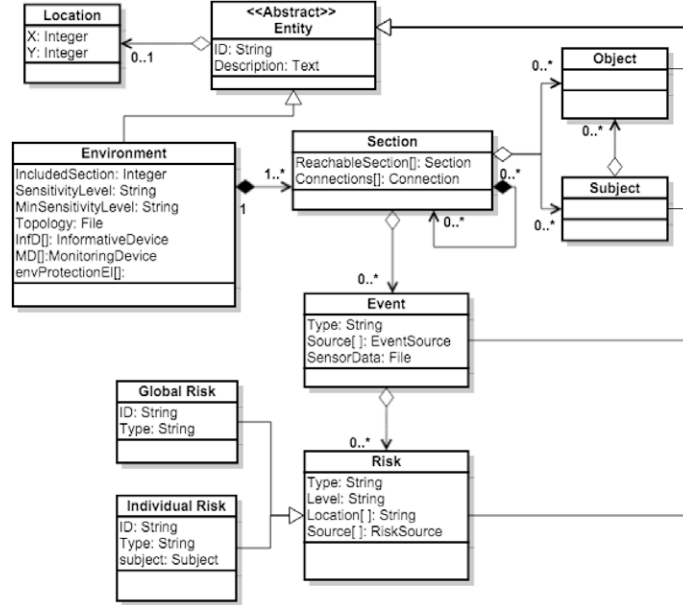 Location
X: Integer
Y: Integer
0..1
<<Abstract>>
Entity
ID: String
Description: Text
Environment
IncludedSection: Integer
SensitivityLevel: String
MinSensitivityLevel: String
Topology: File
InfD[]: InformativeDevice
MD[]:MonitoringDevice
envProtectionEl[]:
1
1..*
Section
ReachableSection[]: Section
Connections[]: Connection
0..*
0..*
0..*
Object
0..*
Subject
0..*
0..*
Event
Type: String
Source[ ]: EventSource
SensorData: File
0..*
Global Risk
ID: String
Type: String
Individual Risk
ID: String
Type: String
subject: Subject
Risk
Type: String
Level: String
Location[ ]: String
Source[ ]: RiskSource